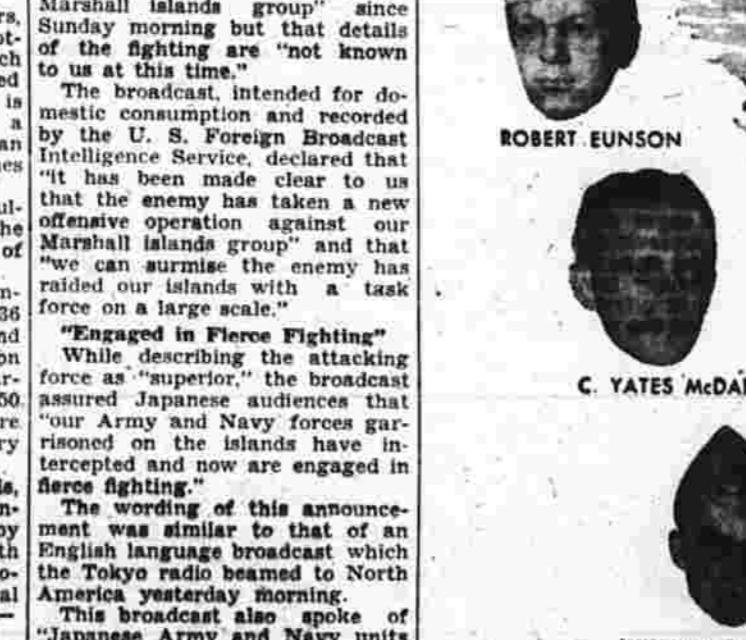 Marshall Islands group" since
Sunday morning but that details
of the fighting are "not known
to us at this time."
The broadcast, intended for do-
mestic consumption and recorded
by the U. S. Foreign Broadcast
Intelligence Service, declared that
"it has been made clear to us
that the enemy has taken a new
offensive operation against our
Marshall Islands group" and that
"we can surmise the enemy has
raided our islands with a task
force on a large scale."
"Engaged in Fierce Fighting"
While describing the attacking
force as "superior," the broadcast
assured Japanese audiences that
"our Army and Navy forces gar-
risoned on the islands have in-
tercepted and now are engaged in
fierce fighting."
The wording of this announce-
ment was similar to that of an
English language broadcast which
the Tokyo radio beamed to North
America yesterday morning.
This broadcast also spoke of
"Japanese Army and Navy units
ROBERT EUNSON
C. YATES McDA